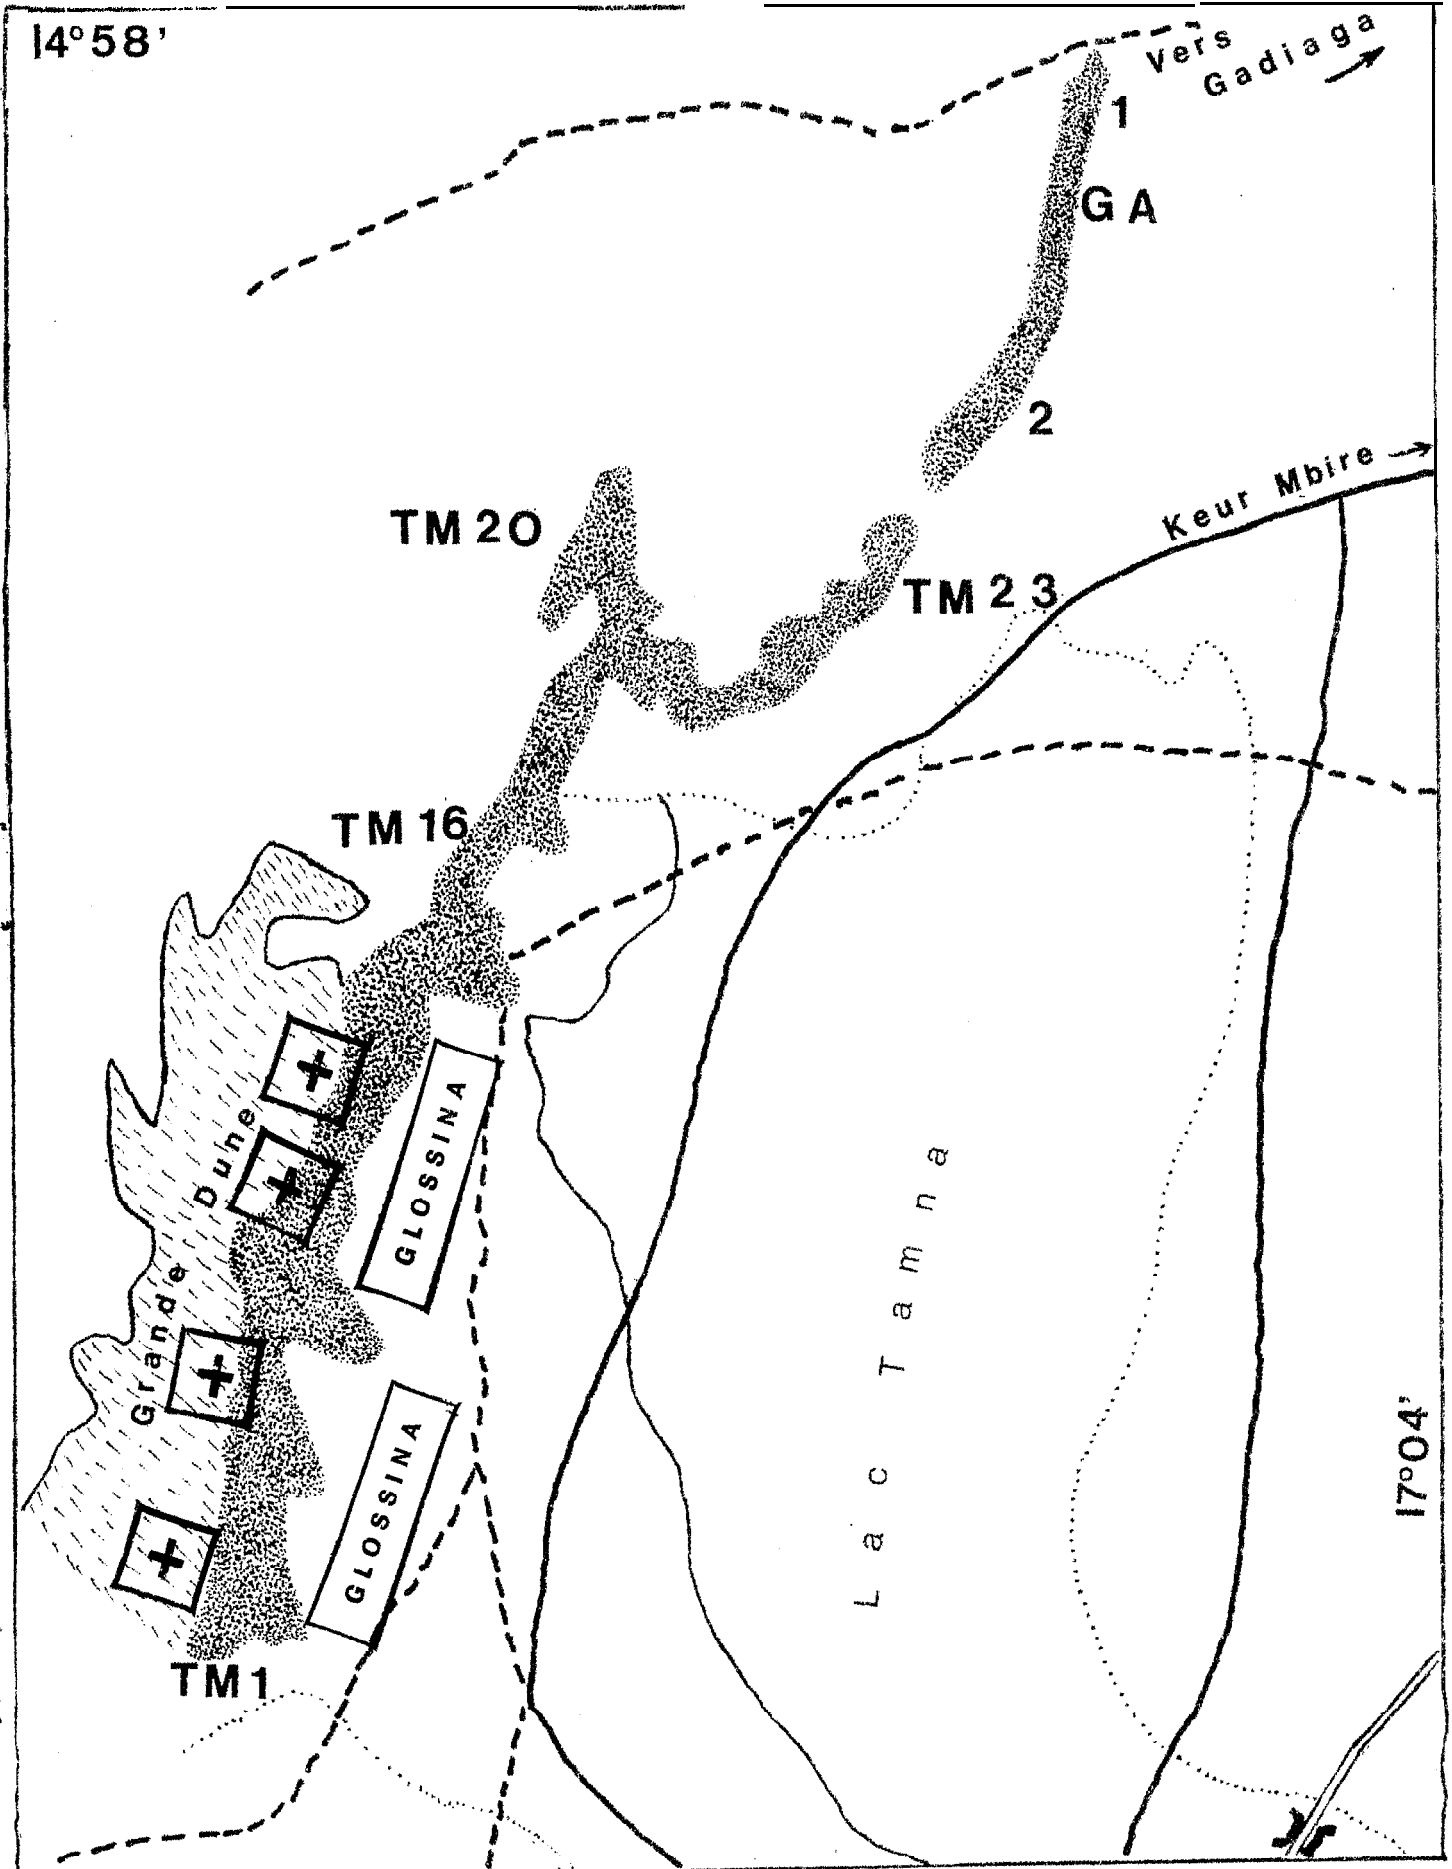 14°58'
Vers
Gadiaga
1
GA
2
Keur Mbire
TM 20
TM 23
TM 16
GLOSSINA
Grande Dune
Lac Tamna
17°04'
GLOSSINA
TM 1